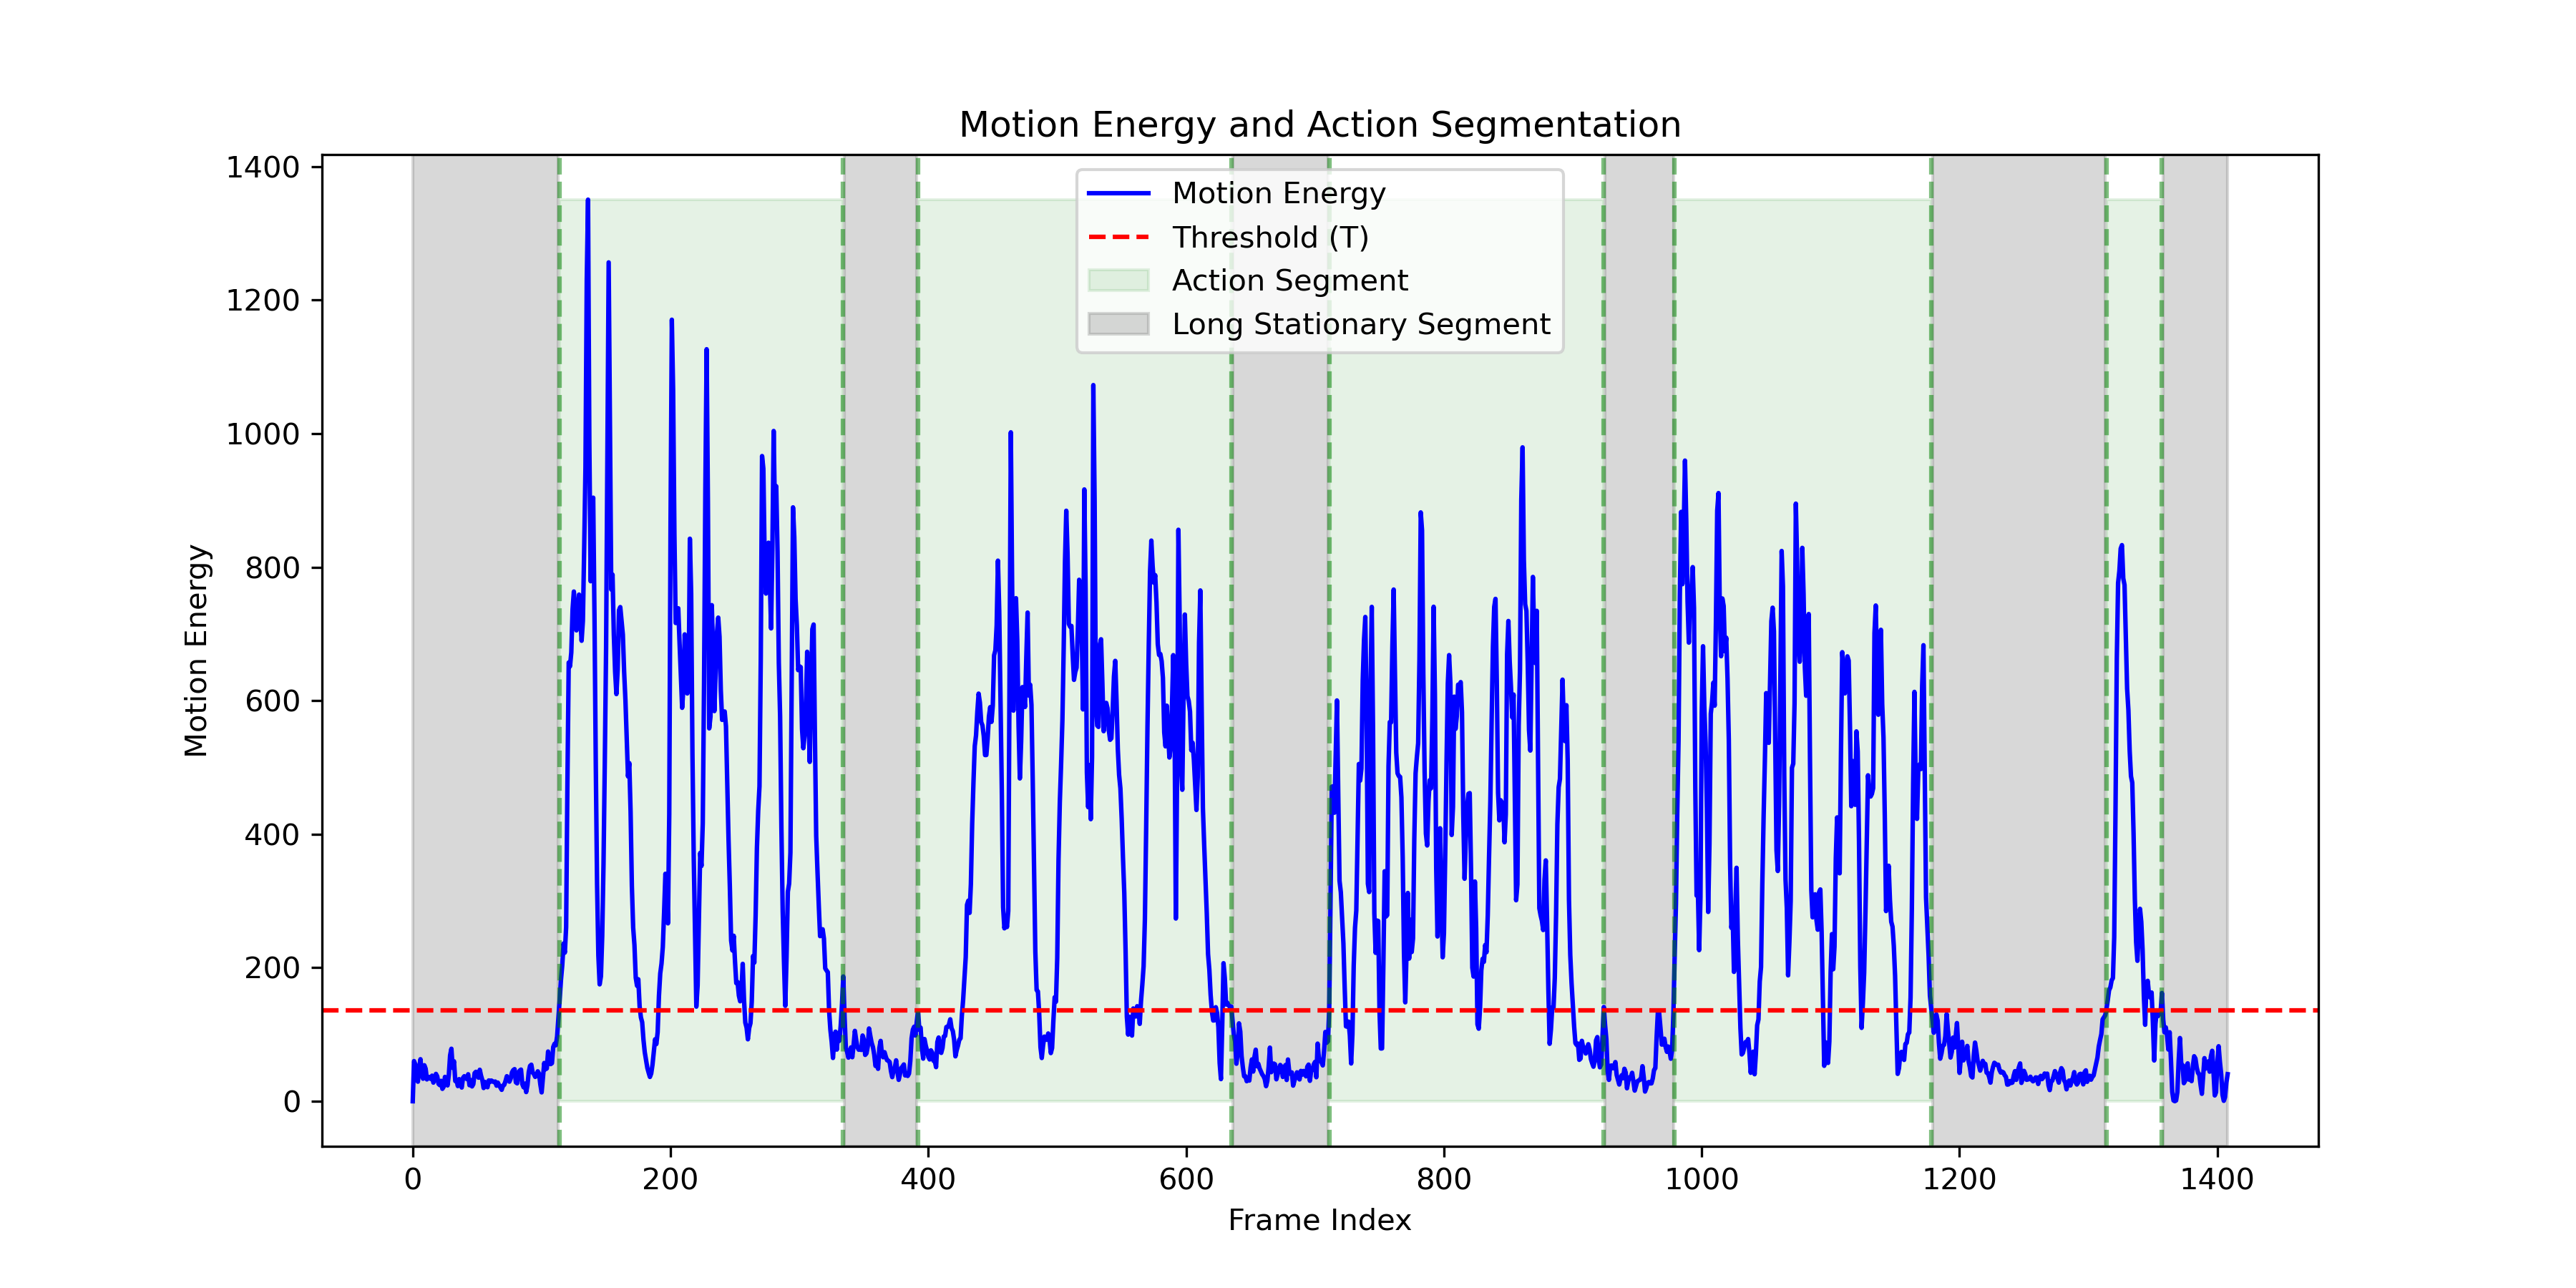 Motion Energy and Action Segmentation
1400
1200
1000
800
600
400
200
0
Motion Energy
Motion Energy
Threshold (T)
Action Segment
Long Stationary Segment
0 200 400 600 800 1000 1200 1400
Frame Index